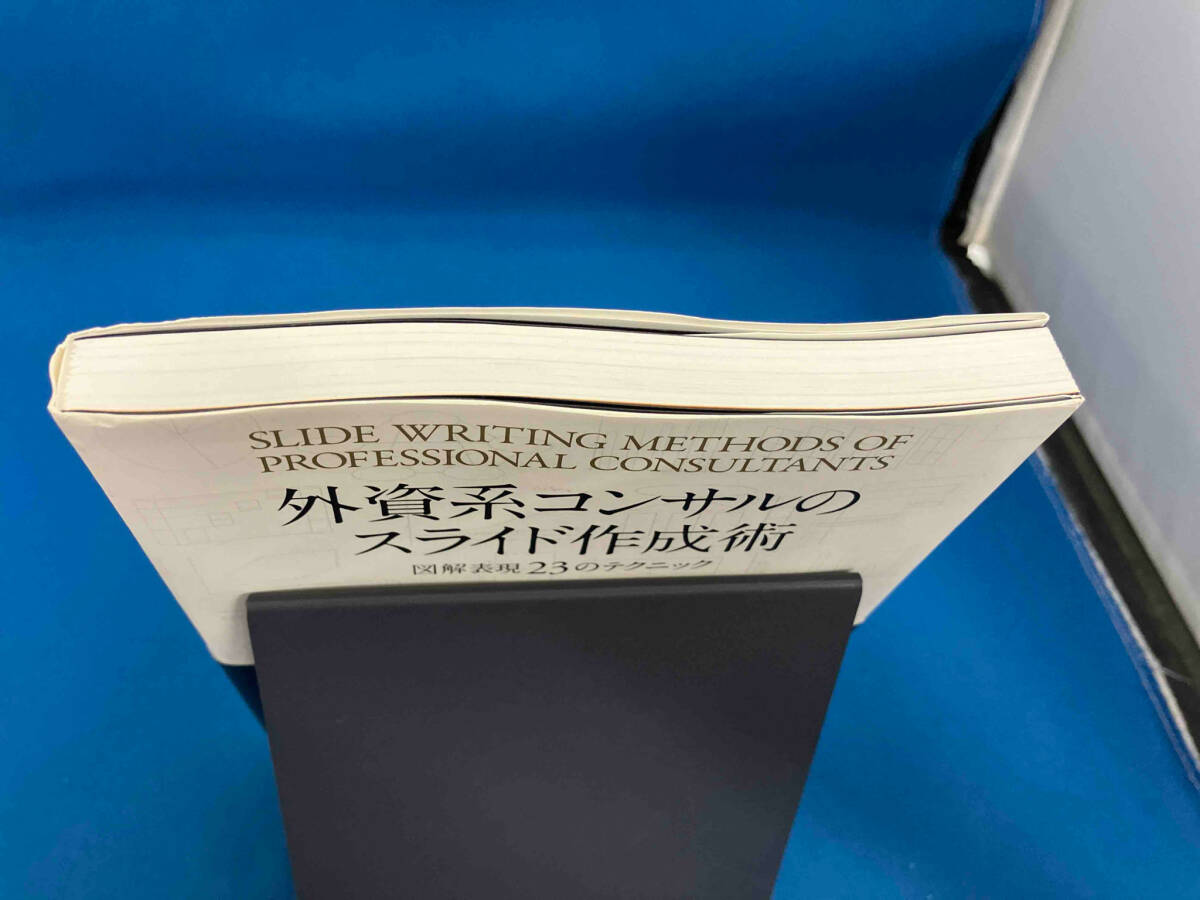 SLIDE WRITING METHODS OF
PROFESSIONAL CONSULTANTS
外資系コンサルの
スライド作成術
図解表現23のテクニック